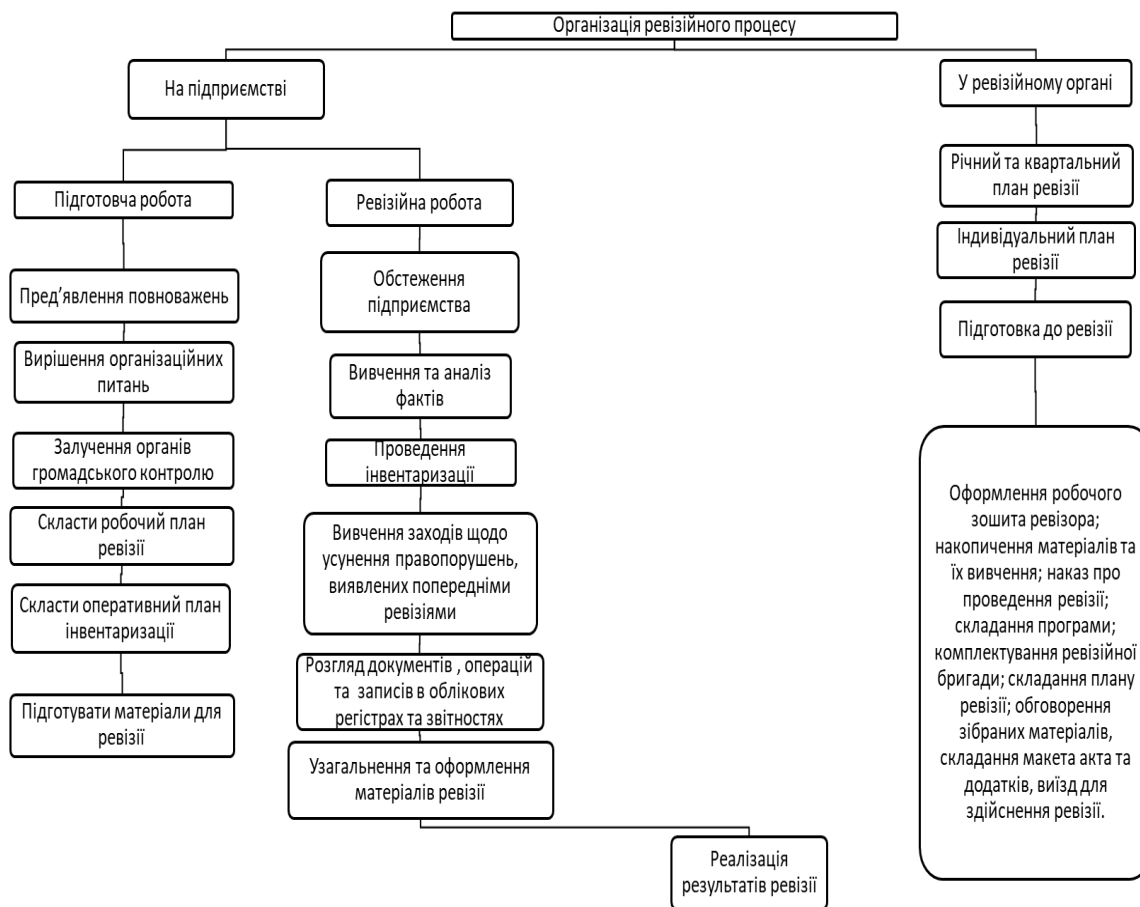 Організація ревізійного процесу
На підприємстві
У ревізійному органі
Підготовча робота
Ревізійна робота
Річний та квартальний
план ревізії
Пред’явлення повноважень
Обстеження
підприємства
Індивідуальний план
ревізії
Вирішення організаційних
питань
Вивчення та аналіз
фактів
Підготовка до ревізії
Залучення органів
громадського контролю
Проведення
інвентаризації
Скласти робочий план
ревізії
Вивчення заходів щодо
усунення правопорушень,
виявлених попередніми
ревізіями
Скласти оперативний план
інвентаризації
Розгляд документів , операцій
та записів в облікових
регістрах та звітностях
Підготувати матеріали для
ревізії
Узагальнення та оформлення
матеріалів ревізії
Реалізація
результатів ревізії
Оформлення робочого
зошита ревізора;
накопичення матеріалів та
їх вивчення; наказ про
проведення ревізії;
складання програми;
комплектування ревізійної
бригади; складання плану
ревізії; обговорення
зібраних матеріалів,
складання макета акта та
додатків, виїзд для
здійснення ревізії.